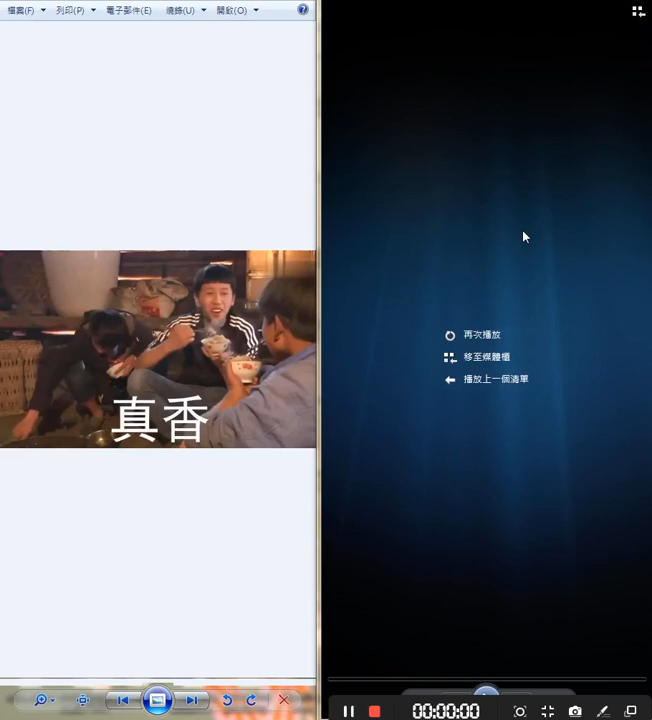 檔案(F)
列印(P)
電子郵件(E)
燒錄(U)
開啟(O)
真香
再次播放
移至媒體櫃
播放上一個清單
00:00:00